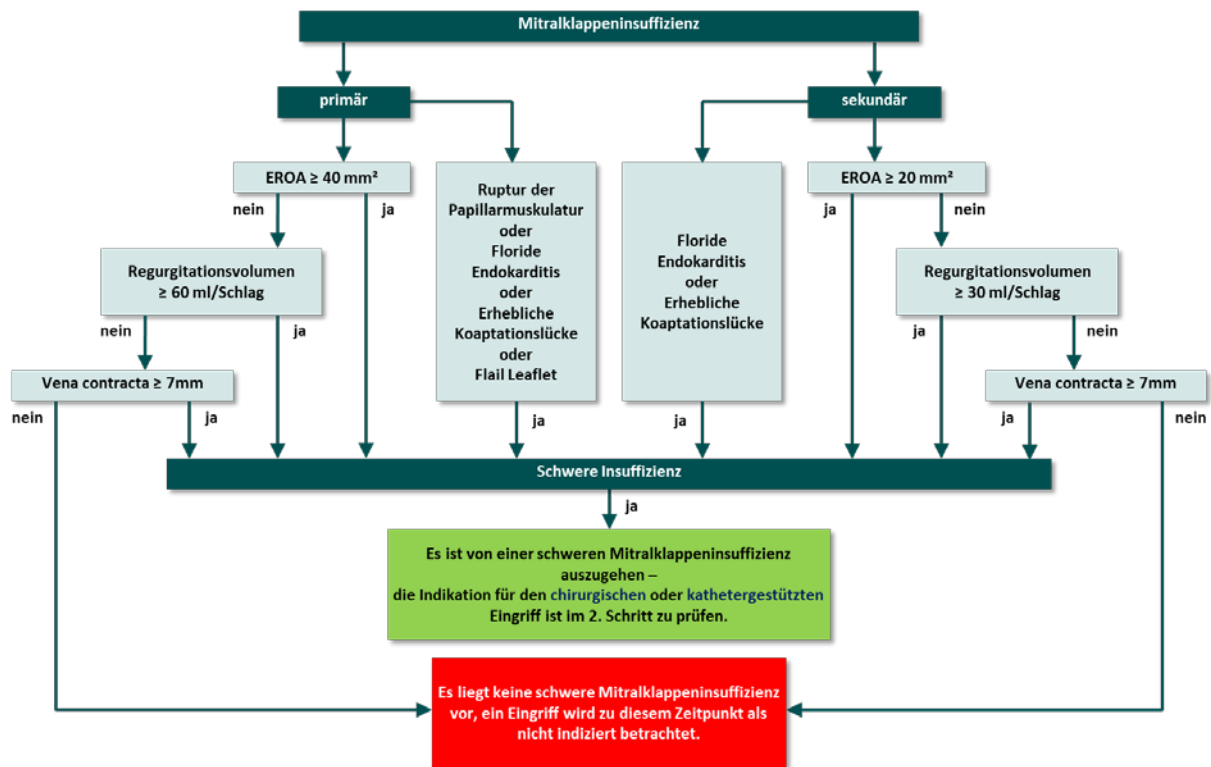 Mitralklappeninsuffizienz
primär
sekundär
EROA ≥ 40 mm²
nein
ja
Regurgitationsvolumen
≥ 60 ml/Schlag
nein
ja
Vena contracta ≥ 7mm
nein
ja
Ruptur der
Papillarmuskulatur
oder
Floride
Endokarditis
oder
Erhebliche
Koaptationslücke
oder
Flail Leaflet
ja
Floride
Endokarditis
oder
Erhebliche
Koaptationslücke
ja
EROA ≥ 20 mm²
ja
nein
Regurgitationsvolumen
≥ 30 ml/Schlag
ja
nein
Vena contracta ≥ 7mm
ja
nein
Schwere Insuffizienz
ja
Es ist von einer schweren Mitralklappeninsuffizienz
auszugehen –
die Indikation für den chirurgischen oder kathetergestützten
Eingriff ist im 2. Schritt zu prüfen.
Es liegt keine schwere Mitralklappeninsuffizienz
vor, ein Eingriff wird zu diesem Zeitpunkt als
nicht indiziert betrachtet.